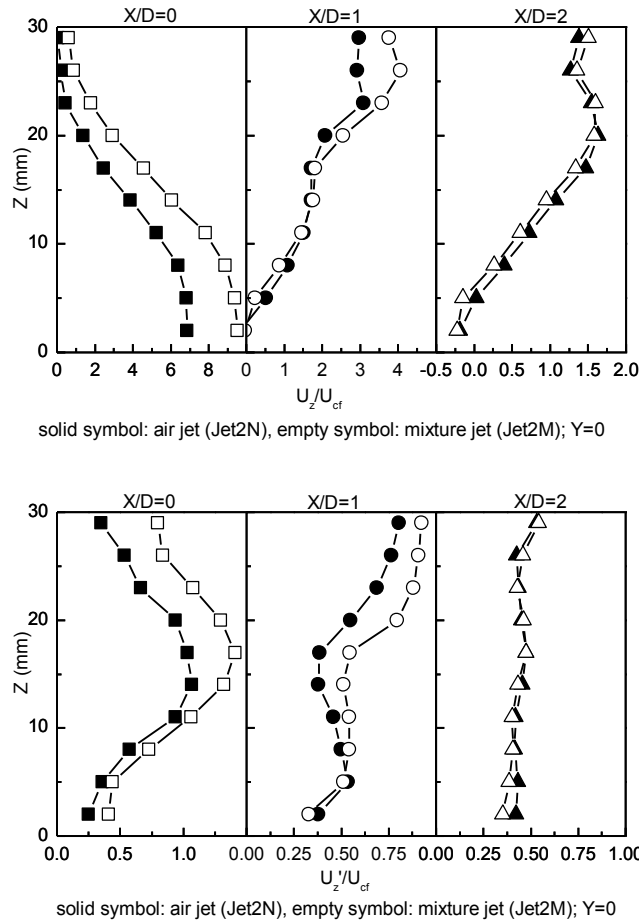 X/D=0 X/D=1 X/D=2
30
20
10
0
Z (mm)
0 2 4 6 8 10 0 1 2 3 4 -0.5 0.0 0.5 1.0 1.5 2.0
U_z/U_cf
solid symbol: air jet (Jet2N), empty symbol: mixture jet (Jet2M); Y=0
X/D=0 X/D=1 X/D=2
30
20
10
0
Z (mm)
0.0 0.5 1.0 0.00 0.25 0.50 0.75 0.00 0.25 0.50 0.75 1.00
U_z'/U_cf
solid symbol: air jet (Jet2N), empty symbol: mixture jet (Jet2M); Y=0